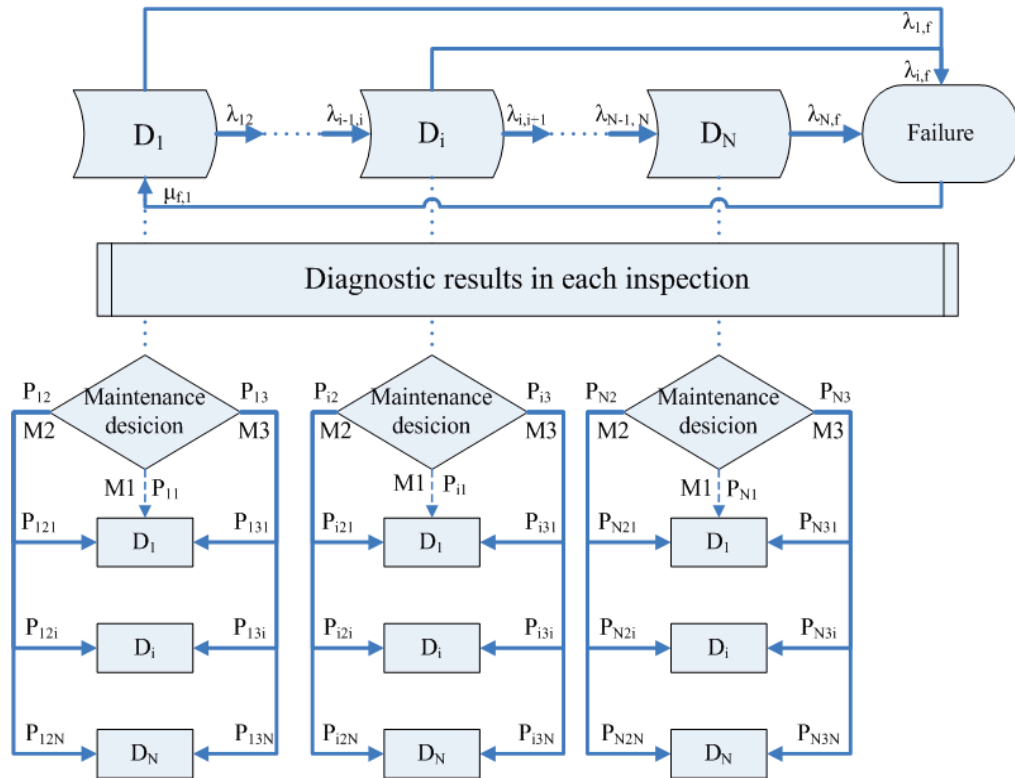 λ1,f
λi,f
D1 λ12 λi-1,i Di λi,i+1 λN-1, N DN λN,f Failure
μf,1
Diagnostic results in each inspection
P12 P13 Pi2 Pi3 PN2 PN3
Maintenance desicion Maintenance desicion Maintenance desicion
M2 M3 M2 M3 M2 M3
M1 P11 M1 Pi1 M1 PN1
P121 D1 P131 Pi21 D1 Pi31 PN21 D1 PN31
P12i Di P13i Pi2i Di Pi3i PN2i Di PN3i
P12N DN P13N Pi2N DN Pi3N PN2N DN PN3N